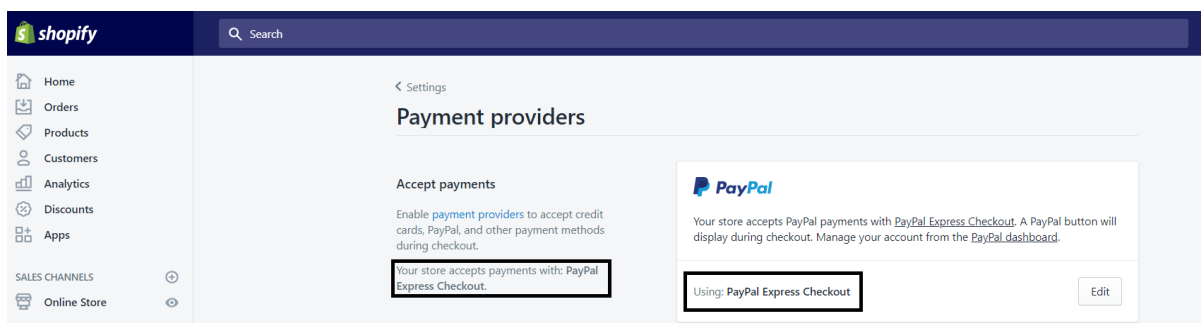 shopify
Search
Home
Orders
Products
Customers
Analytics
Discounts
Apps
SALES CHANNELS
Online Store
Settings
Payment providers
Accept payments
Enable payment providers to accept credit
cards, PayPal, and other payment methods
during checkout.
Your store accepts payments with: PayPal
Express Checkout.
PayPal
Your store accepts PayPal payments with PayPal Express Checkout. A PayPal button will
display during checkout. Manage your account from the PayPal dashboard.
Using: PayPal Express Checkout
Edit